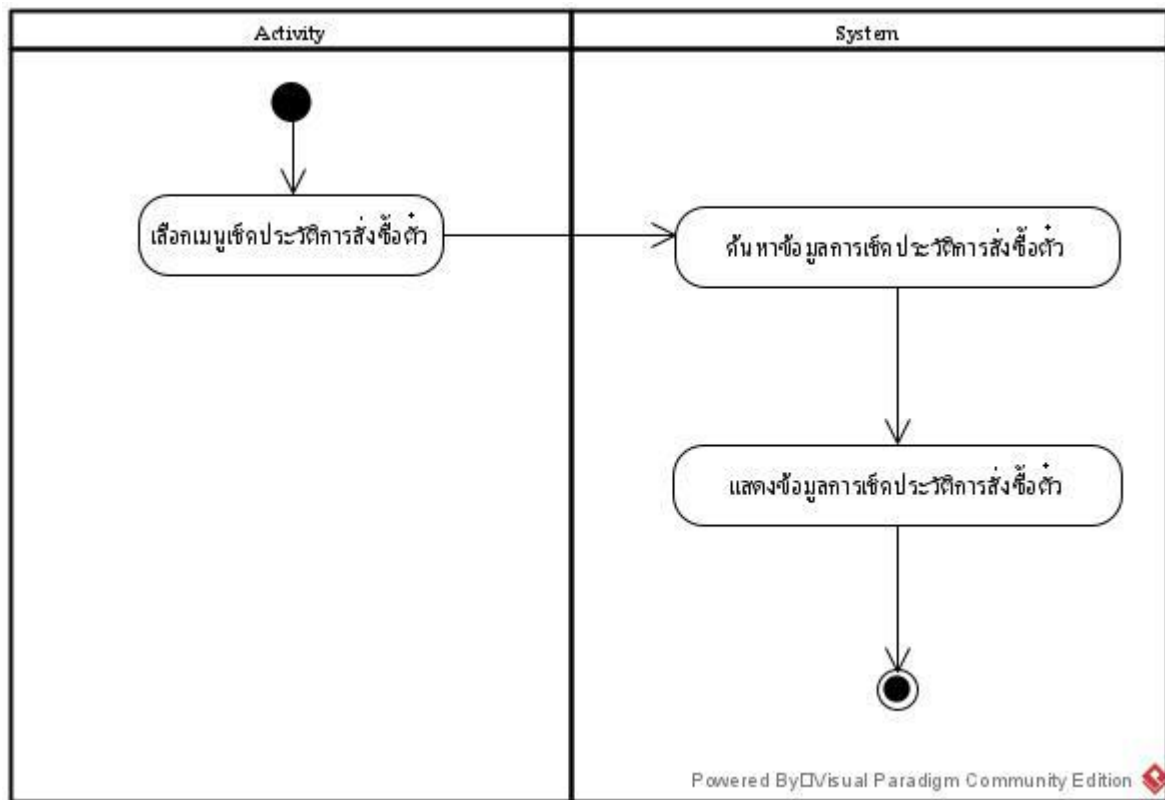 Activity
System
เลือกเมนูเช็คประวัติการสั่งซื้อตั๋ว
ค้นหาข้อมูลการเช็คประวัติการสั่งซื้อตั๋ว
แสดงข้อมูลการเช็คประวัติการสั่งซื้อตั๋ว
Powered By□Visual Paradigm Community Edition